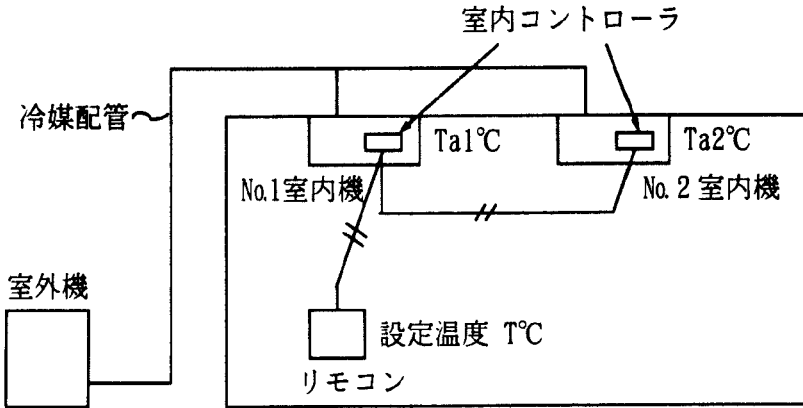 室内コントローラ
冷媒配管
Ta1℃
Ta2℃
No.1室内機
No.2室内機
室外機
設定温度 T℃
リモコン